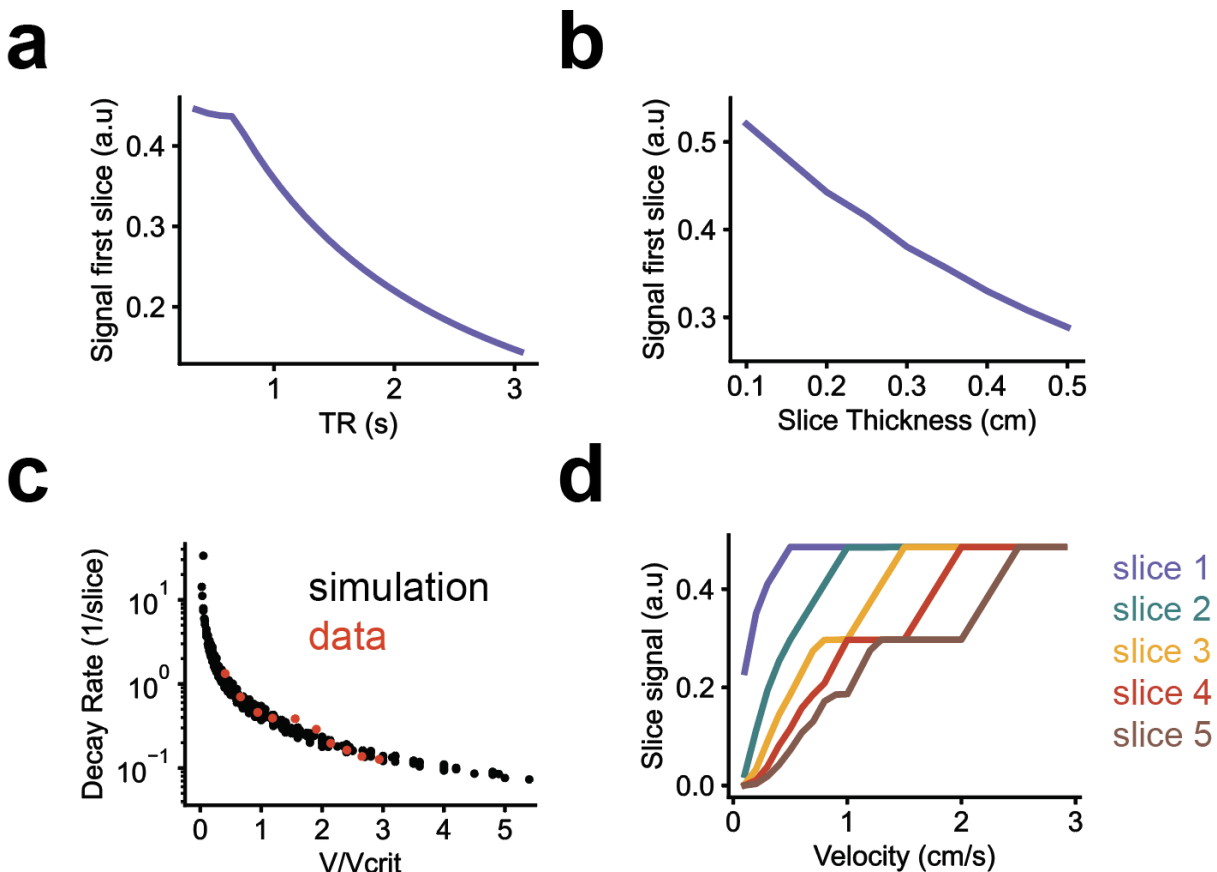 a
Signal first slice (a.u)
0.4
0.3
0.2
1 2 3
TR (s)
b
Signal first slice (a.u)
0.5
0.4
0.3
0.1 0.2 0.3 0.4 0.5
Slice Thickness (cm)
c
Decay Rate (1/slice)
10¹
10⁰
10⁻¹
simulation
data
0 1 2 3 4 5
V/Vcrit
d
Slice signal (a.u)
0.4
0.2
0.0
0 1 2 3
Velocity (cm/s)
slice 1
slice 2
slice 3
slice 4
slice 5